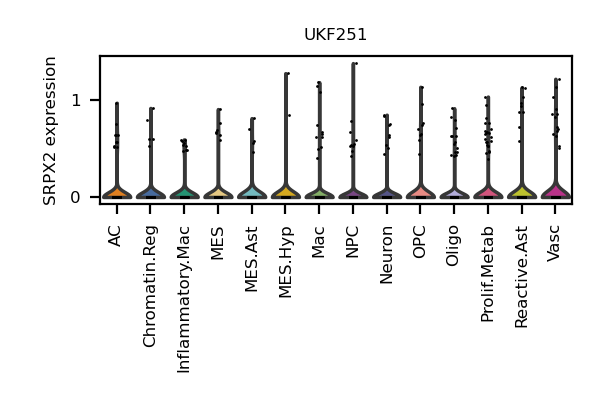 UKF251
SRPX2 expression
1
0
AC
Chromatin.Reg
Inflammatory.Mac
MES
MES.Ast
MES.Hyp
Mac
NPC
Neuron
OPC
Oligo
Prolif.Metab
Reactive.Ast
Vasc